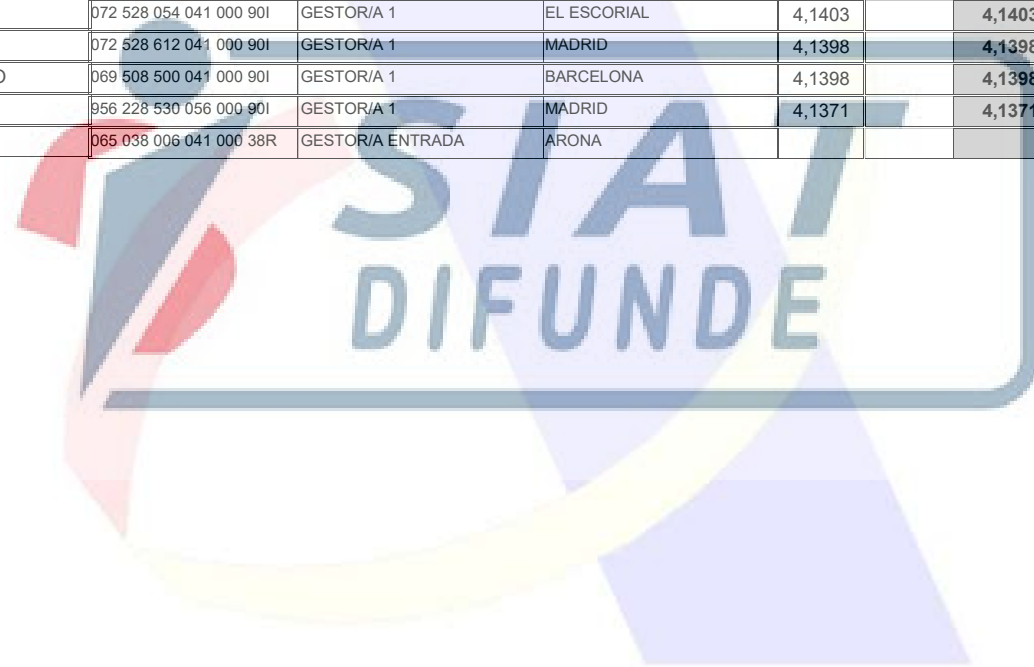 072 528 054 041 000 90I GESTOR/A 1 EL ESCORIAL 4,1403 4,1403
072 528 612 041 000 90I GESTOR/A 1 MADRID 4,1398 4,1398
O 069 508 500 041 000 90I GESTOR/A 1 BARCELONA 4,1398 4,1398
956 228 530 056 000 90I GESTOR/A 1 MADRID 4,1371 4,1371
065 038 006 041 000 38R GESTOR/A ENTRADA ARONA
SIAT
DIFUNDE